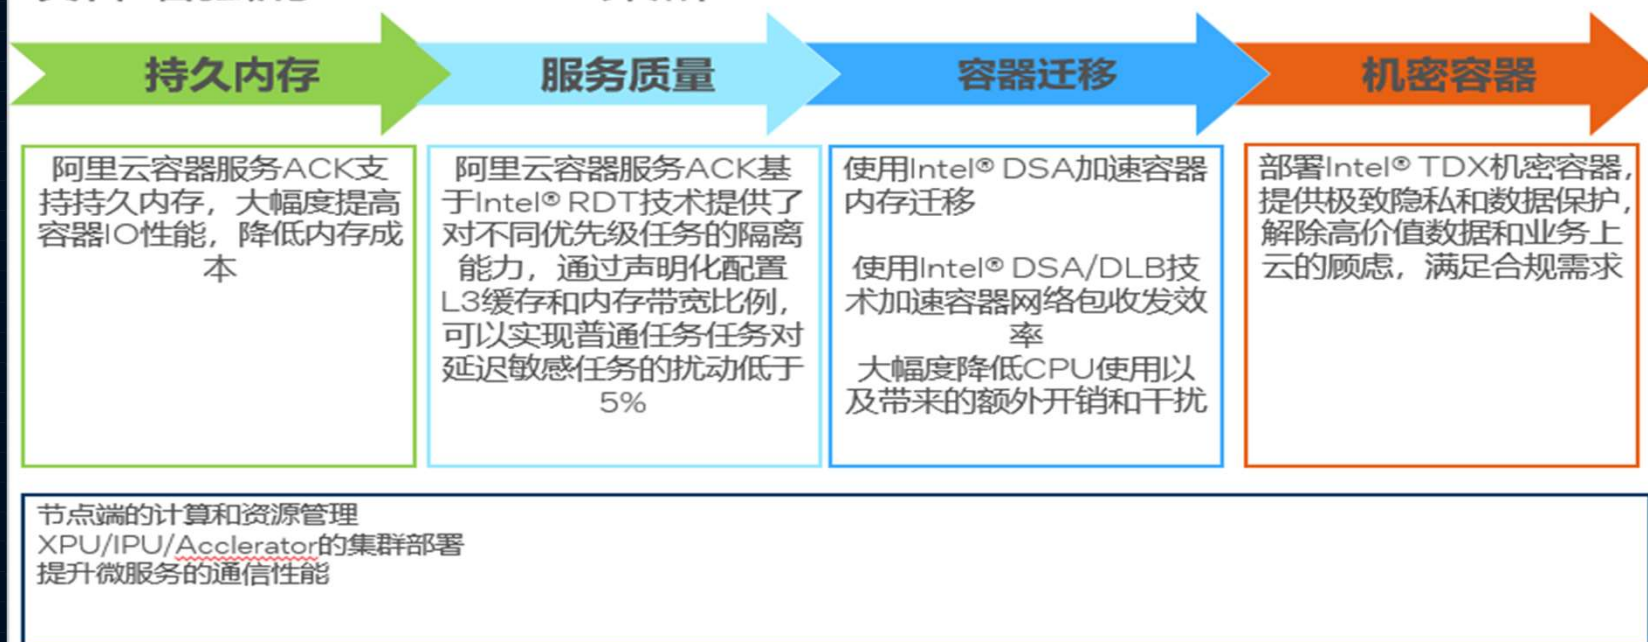 持久内存
服务质量
容器迁移
机密容器
阿里云容器服务ACK支
持持久内存，大幅度提高
容器IO性能，降低内存成
本
阿里云容器服务ACK基
于Intel® RDT技术提供了
对不同优先级任务的隔离
能力，通过声明化配置
L3缓存和内存带宽比例，
可以实现普通任务任务对
延迟敏感任务的扰动低于
5%
使用Intel® DSA加速容器
内存迁移
使用Intel® DSA/DLB技
术加速容器网络包收发效
率
大幅度降低CPU使用以
及带来的额外开销和干扰
部署Intel® TDX机密容器，
提供极致隐私和数据保护，
解除高价值数据和业务上
云的顾虑，满足合规需求
节点端的计算和资源管理
XPU/IPU/Acclerator的集群部署
提升微服务的通信性能